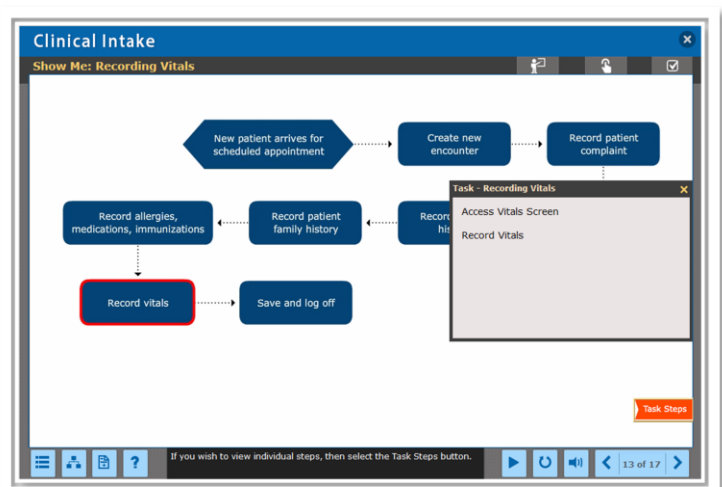 Clinical Intake
Show Me: Recording Vitals
New patient arrives for
scheduled appointment
Create new
encounter
Record patient
complaint
Record allergies,
medications, immunizations
Record patient
family history
Task - Recording Vitals
Access Vitals Screen
Record Vitals
Record vitals
Save and log off
Task Steps
?
If you wish to view individual steps, then select the Task Steps button.
13 of 17